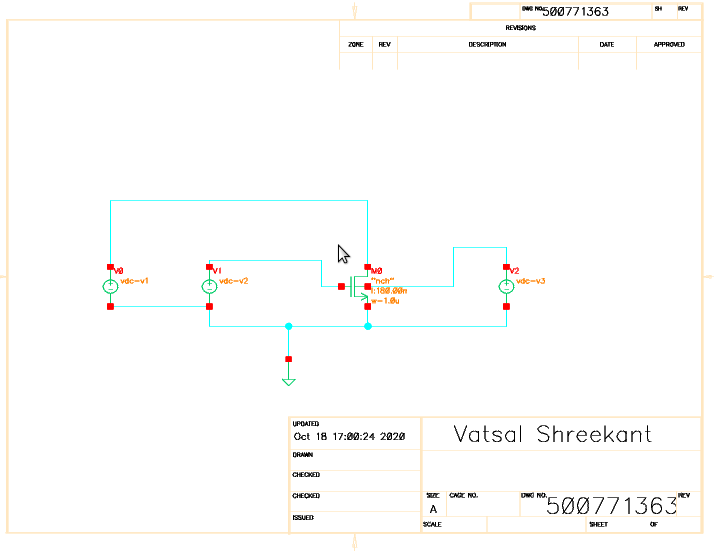 DWG NO. 500771363 SH REV
REVISIONS
ZONE REV DESCRIPTION DATE APPROVED
V0
vdc-v1
V1
vdc-v2
M0
"nch"
l:180.00n
w-1.0u
V2
vdc-v3
UPDATED
Oct 18 17:00:24 2020
DRAWN
CHECKED
CHECKED
ISSUED
Vatsal Shreekant
SIZE CAGE NO. DWG NO. REV
A 500771363
SCALE SHEET OF